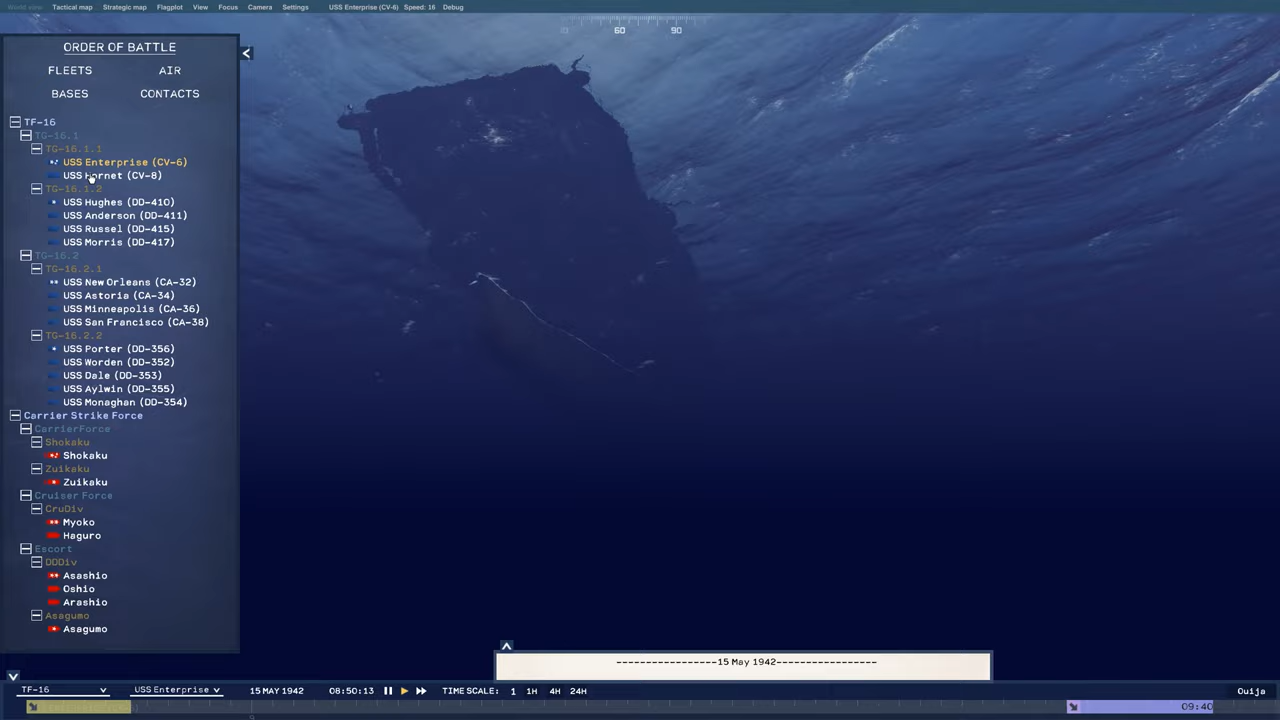 World view Tactical map Strategic map Flagplot View Focus Camera Settings USS Enterprise (CV-6) Speed: 16 Debug
60 90
ORDER OF BATTLE
<
FLEETS AIR
BASES CONTACTS
TF-16
TG-16.1
TG-16.1.1
USS Enterprise (CV-6)
USS Hornet (CV-8)
TG-16.1.2
USS Hughes (DD-410)
USS Anderson (DD-411)
USS Russel (DD-415)
USS Morris (DD-417)
TG-16.2
TG-16.2.1
USS New Orleans (CA-32)
USS Astoria (CA-34)
USS Minneapolis (CA-36)
USS San Francisco (CA-38)
TG-16.2.2
USS Porter (DD-356)
USS Worden (DD-352)
USS Dale (DD-353)
USS Aylwin (DD-355)
USS Monaghan (DD-354)
Carrier Strike Force
CarrierForce
Shokaku
Shokaku
Zuikaku
Zuikaku
Cruiser Force
CruDiv
Myoko
Haguro
Escort
DDDiv
Asashio
Oshio
Arashio
Asagumo
Asagumo
-----------------15 May 1942-----------------
TF-16 USS Enterprise 15 MAY 1942 08:50:13 TIME SCALE: 1 1H 4H 24H Ouija
09:40